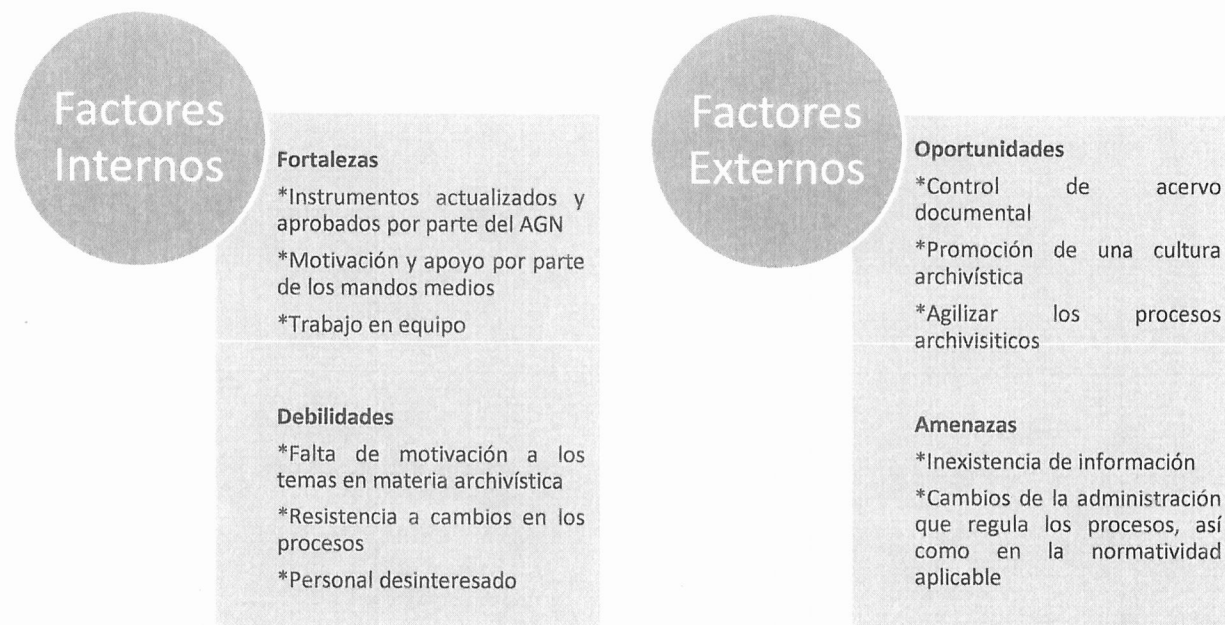 Factores
Internos
Fortalezas
*Instrumentos actualizados y
aprobados por parte del AGN
*Motivación y apoyo por parte
de los mandos medios
*Trabajo en equipo
Debilidades
*Falta de motivación a los
temas en materia archivística
*Resistencia a cambios en los
procesos
*Personal desinteresado
Factores
Externos
Oportunidades
*Control de acervo
documental
*Promoción de una cultura
archivística
*Agilizar los procesos
archivisiticos
Amenazas
*Inexistencia de información
*Cambios de la administración
que regula los procesos, así
como en la normatividad
aplicable